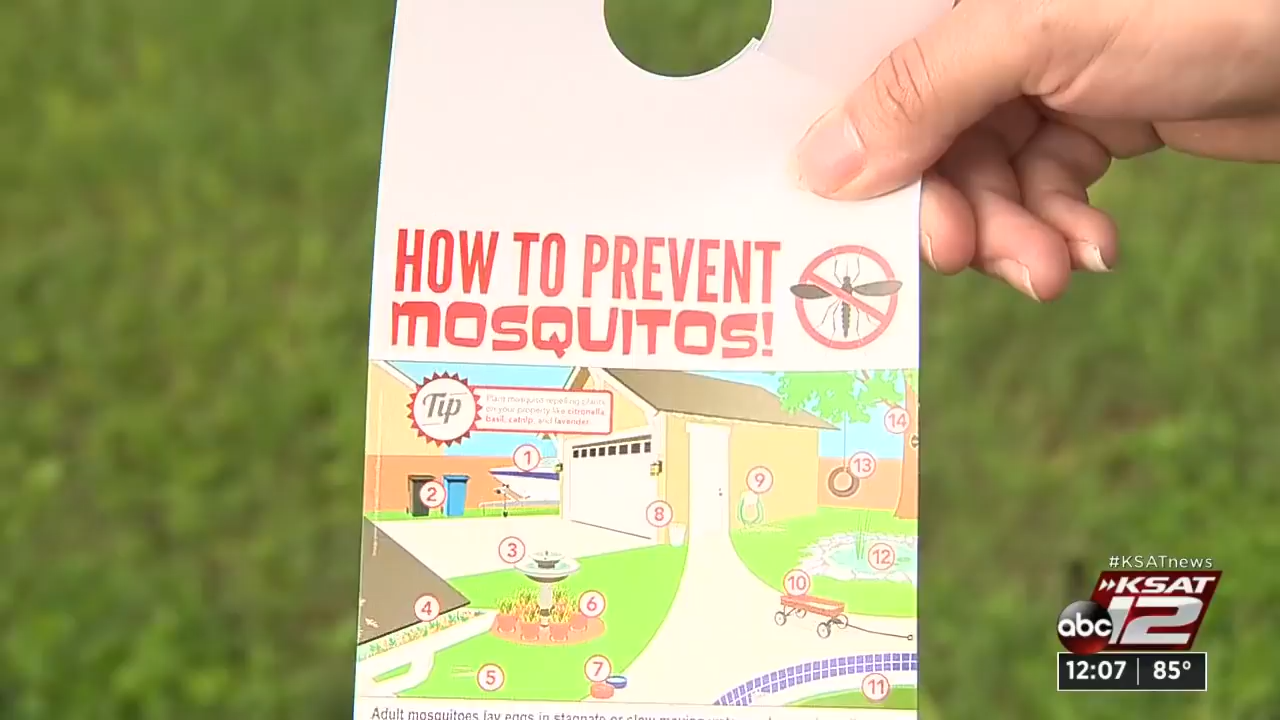 HOW TO PREVENT
MOSQUITOS!
Tip
Plant mosquito repelling plants
on your property like citronella,
basil, catnip, and lavender.
1
2
3
4
5
6
7
8
9
10
11
12
13
14
Adult mosquitoes lay eggs in stagnate or slow moving
#KSATnews
KSAT
abc 12
12:07 | 85°